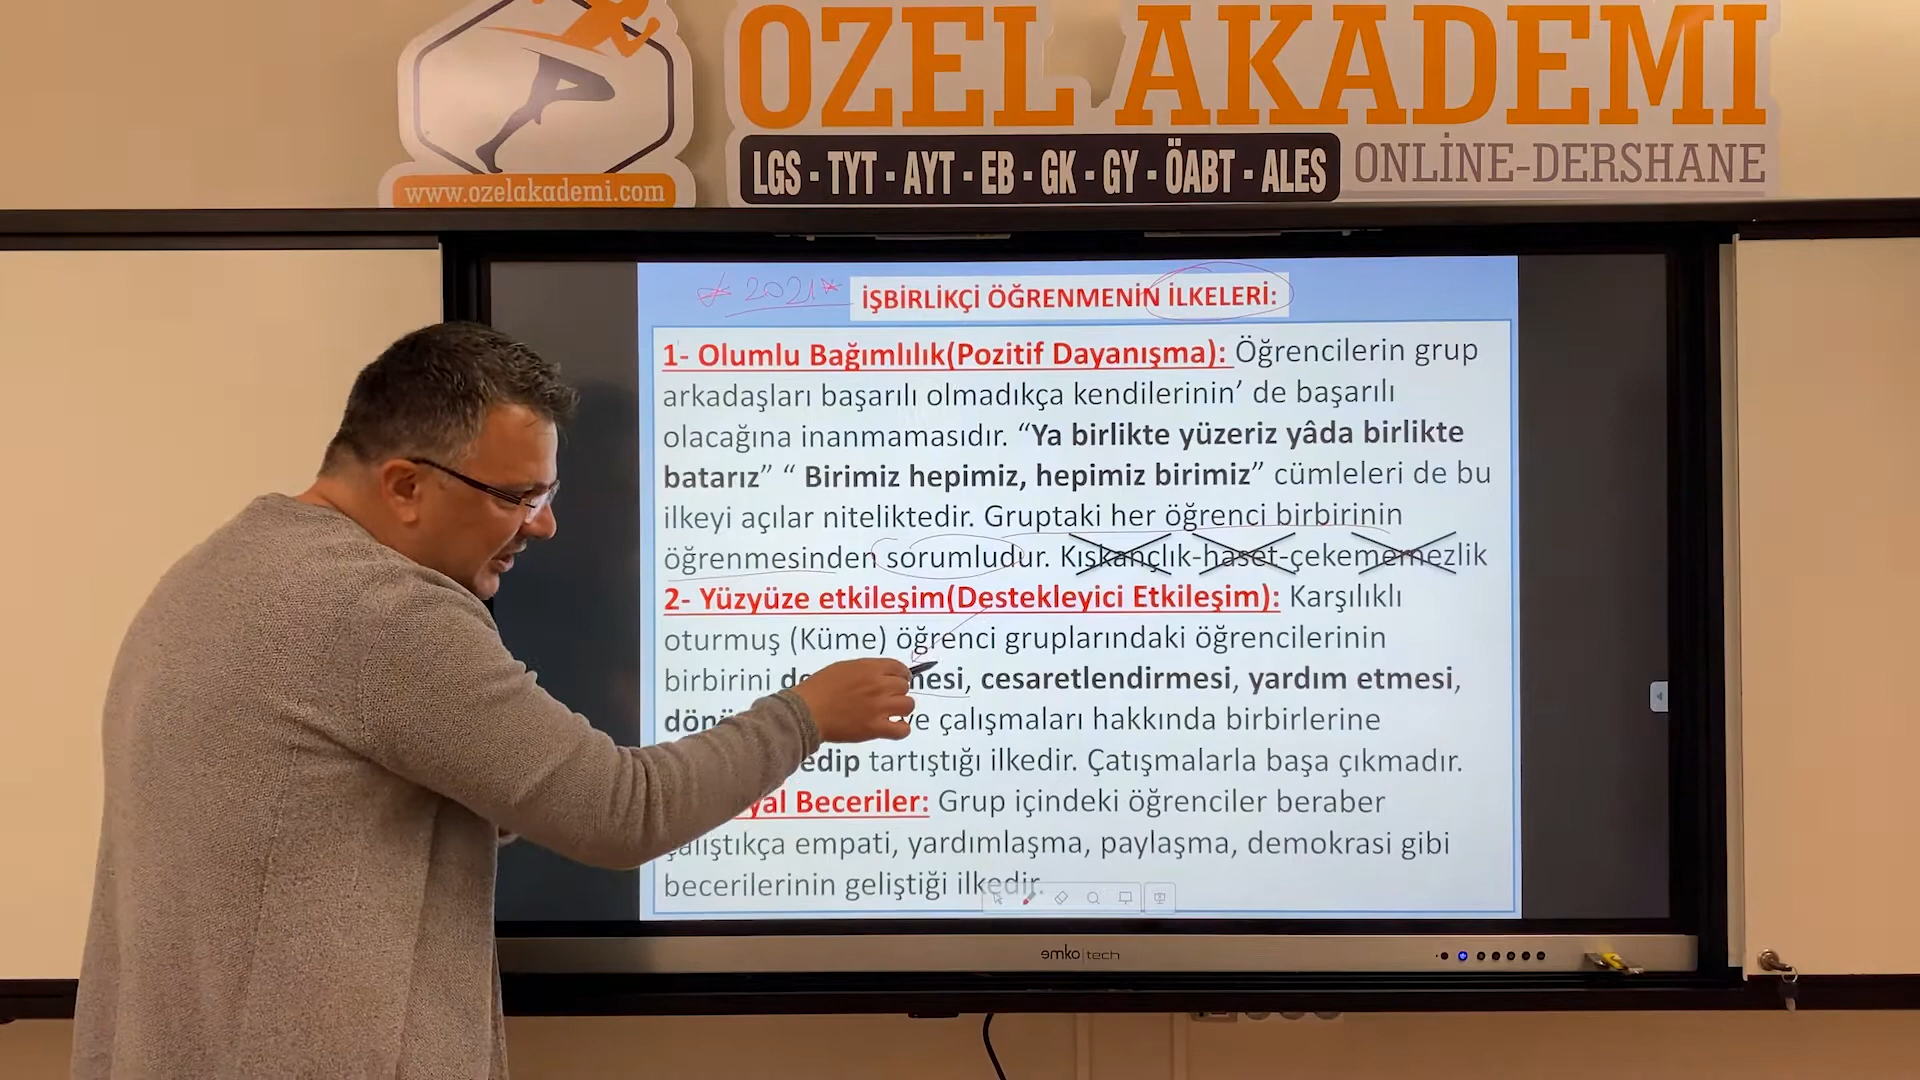 OZEL AKADEMİ
LGS - TYT - AYT - EB - GK - GY - ÖABT - ALES
ONLİNE-DERSHANE
www.ozelakademi.com
* 2021 *
İŞBİRLİKÇİ ÖĞRENMENİN İLKELERİ:
1- Olumlu Bağımlılık(Pozitif Dayanışma): Öğrencilerin grup
arkadaşları başarılı olmadıkça kendilerinin’ de başarılı
olacağına inanmamasıdır. “Ya birlikte yüzeriz yâda birlikte
batarız” “ Birimiz hepimiz, hepimiz birimiz” cümleleri de bu
ilkeyi açılar niteliktedir. Gruptaki her öğrenci birbirinin
öğrenmesinden sorumludur. Kıskançlık-haset-çekememezlik
2- Yüzyüze etkileşim(Destekleyici Etkileşim): Karşılıklı
oturmuş (Küme) öğrenci gruplarındaki öğrencilerinin
birbirini cesaretlendirmesi, yardım etmesi,
ve çalışmaları hakkında birbirlerine
edip tartıştığı ilkedir. Çatışmalarla başa çıkmadır.
Beceriler: Grup içindeki öğrenciler beraber
çalıştıkça empati, yardımlaşma, paylaşma, demokrasi gibi
becerilerinin geliştiği ilkedir.
emko|tech